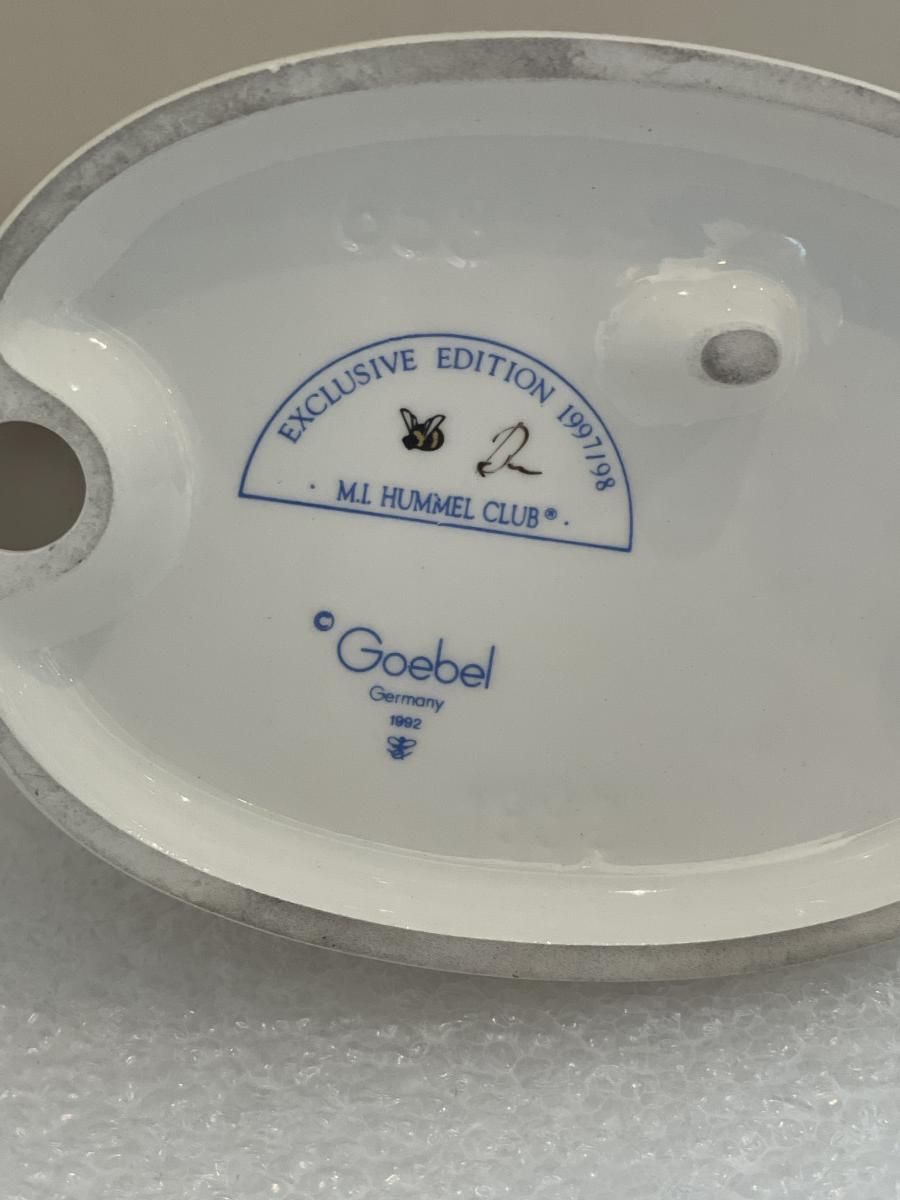 EXCLUSIVE EDITION 1997/98
· M.I. HUMMEL CLUB® ·
© Goebel
Germany
1992